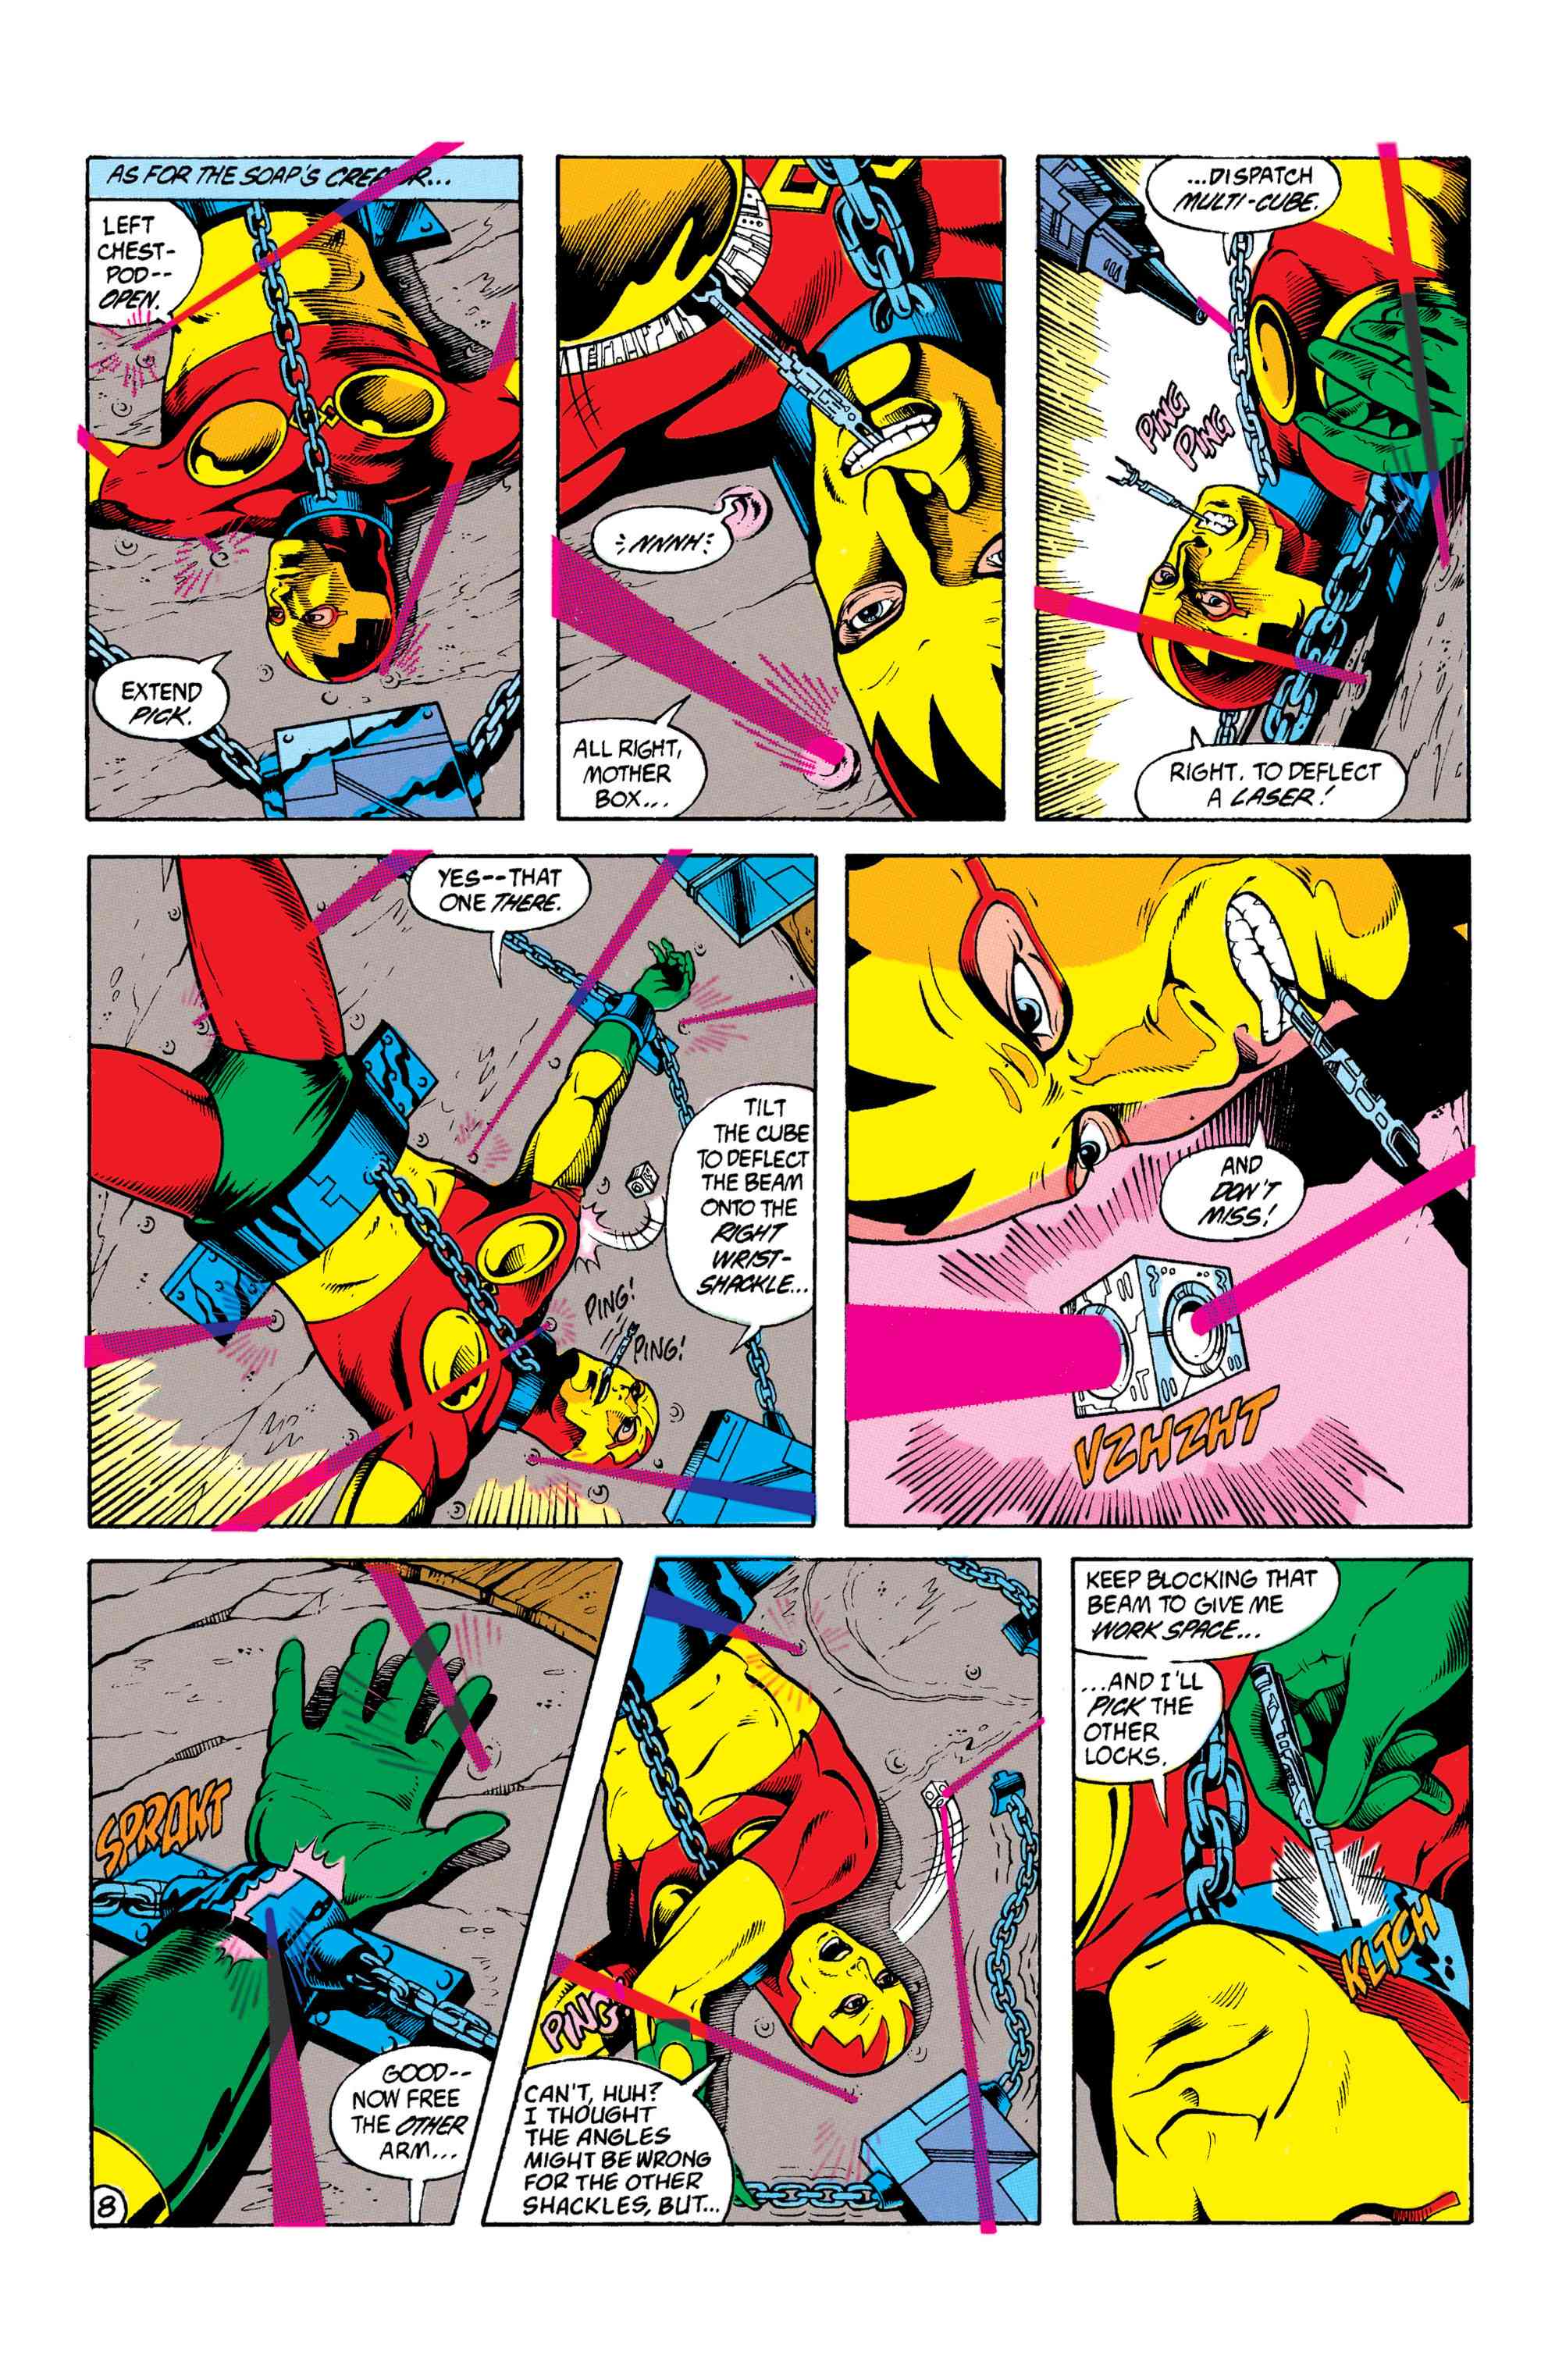 AS FOR THE SOAP'S CREATOR...
LEFT
CHEST-
POD--
OPEN.
EXTEND
PICK.
NNNH
ALL RIGHT,
MOTHER
BOX...
...DISPATCH
MULTI-CUBE.
PING
PING
RIGHT. TO DEFLECT
A LASER!
YES--THAT
ONE THERE.
TILT
THE CUBE
TO DEFLECT
THE BEAM
ONTO THE
RIGHT
WRIST-
SHACKLE...
PING!
PING!
AND
DON'T
MISS!
VZHZHT
SPRAKT
GOOD--
NOW FREE
THE OTHER
ARM...
8
PING!
CAN'T, HUH?
I THOUGHT
THE ANGLES
MIGHT BE WRONG
FOR THE OTHER
SHACKLES, BUT...
KEEP BLOCKING THAT
BEAM TO GIVE ME
WORK SPACE...
...AND I'LL
PICK THE
OTHER
LOCKS.
KLTCH